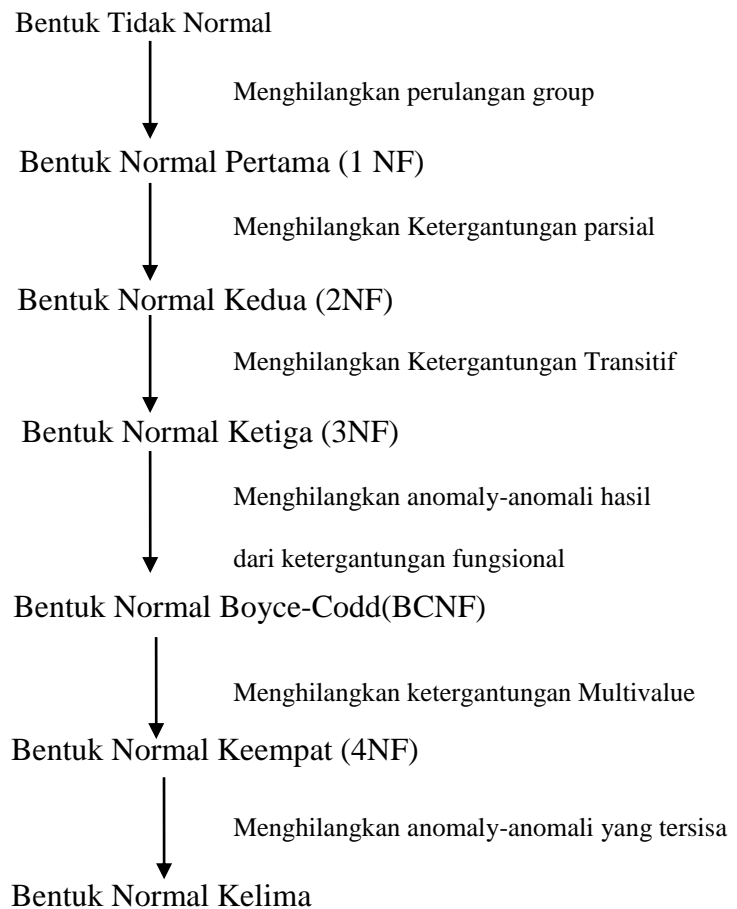 Bentuk Tidak Normal
Menghilangkan perulangan group
Bentuk Normal Pertama (1 NF)
Menghilangkan Ketergantungan parsial
Bentuk Normal Kedua (2NF)
Menghilangkan Ketergantungan Transitif
Bentuk Normal Ketiga (3NF)
Menghilangkan anomaly-anomali hasil
dari ketergantungan fungsional
Bentuk Normal Boyce-Codd(BCNF)
Menghilangkan ketergantungan Multivalue
Bentuk Normal Keempat (4NF)
Menghilangkan anomaly-anomali yang tersisa
Bentuk Normal Kelima